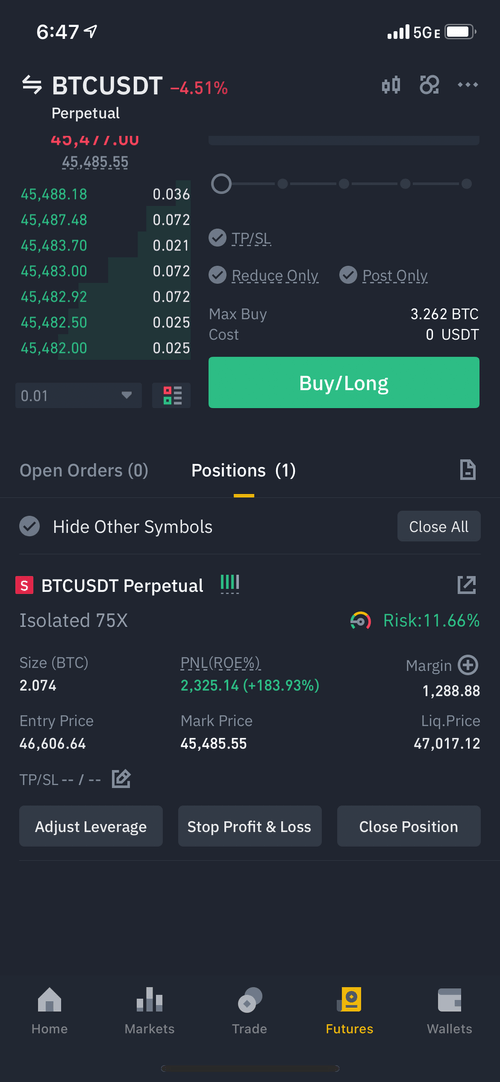 6:47
5GE
BTCUSDT –4.51%
Perpetual
45,477.00
45,485.55
45,488.18 0.036
45,487.48 0.072
45,483.70 0.021
45,483.00 0.072
45,482.92 0.072
45,482.50 0.025
45,482.00 0.025
0.01
TP/SL
Reduce Only Post Only
Max Buy 3.262 BTC
Cost 0 USDT
Buy/Long
Open Orders (0) Positions (1)
Hide Other Symbols Close All
S BTCUSDT Perpetual
Isolated 75X Risk:11.66%
Size (BTC) PNL(ROE%) Margin
2.074 2,325.14 (+183.93%) 1,288.88
Entry Price Mark Price Liq.Price
46,606.64 45,485.55 47,017.12
TP/SL -- / --
Adjust Leverage Stop Profit & Loss Close Position
Home Markets Trade Futures Wallets